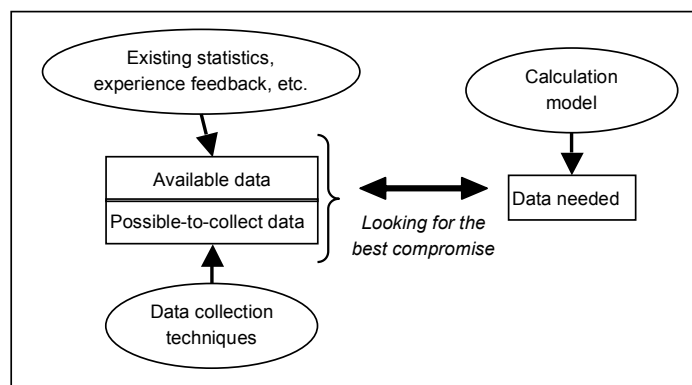 Existing statistics,
experience feedback, etc.
Calculation
model
Available data
Possible-to-collect data
Data needed
Looking for the
best compromise
Data collection
techniques